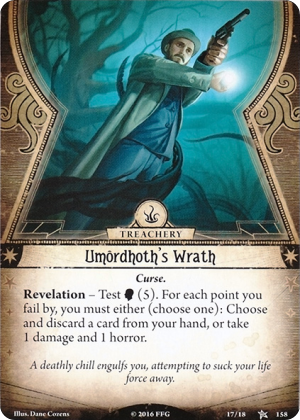 TREACHERY
Umôrdhoth's Wrath
Curse.
Revelation – Test (5). For each point you
fail by, you must either (choose one): Choose
and discard a card from your hand, or take
1 damage and 1 horror.
A deathly chill engulfs you, attempting to suck your life
force away.
Illus. Dane Cozens © 2016 FFG 17/18 158